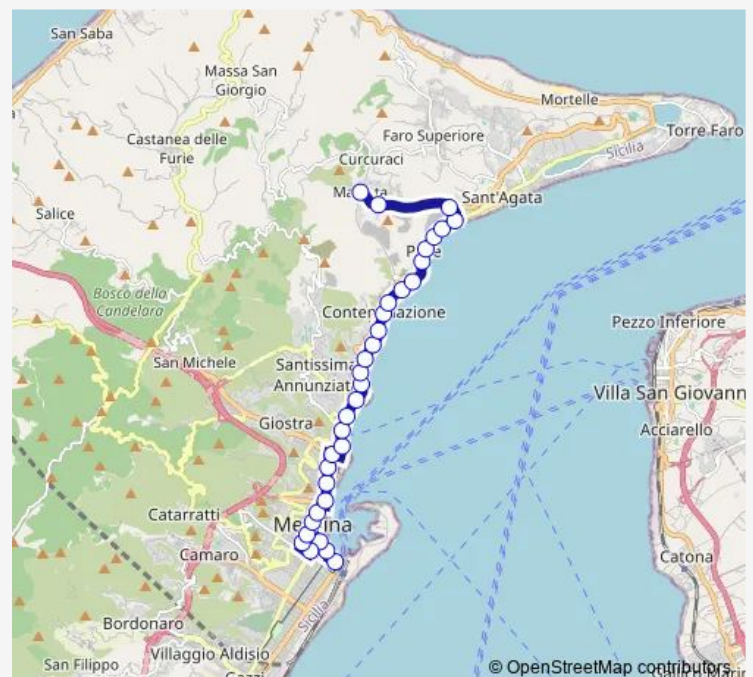 San Saba
Massa San
Giorgio
Mortelle
Faro Superiore
Torre Faro
Castanea delle
Furie
Curcuraci
Sicilia
Sant'Agata
Salice
Bosco della
Candelara
Contemplazione
Pezzo Inferiore
San Michele
Santissima
Annunziata
Villa San Giovann
Giostra
Acciarello
Catarratti
Messina
Camaro
Catona
Sicilia
Bordonaro
Villaggio Aldisio
San Filippo
© OpenStreetMap contributors